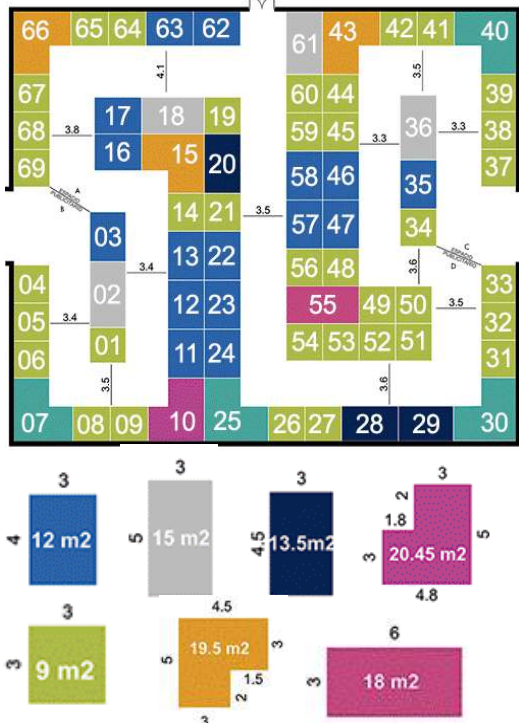 66 65 64 63 62 61 43 42 41 40
4.1 3.5
67 17 18 19 60 44 36 39
68 3.8 16 15 20 59 45 3.3 3.3 38
69 58 46 35 37
A
ESPACIO
PUBLICITARIO
B
03 14 21 3.5 57 47 34
C
ESPACIO
PUBLICITARIO
D
04 02 3.4 13 22 56 48 3.6 33
05 3.4 12 23 55 49 50 3.5 32
06 01 11 24 54 53 52 51 31
3.5 3.6
07 08 09 10 25 26 27 28 29 30
3 4 12 m2
3 5 15 m2
3 4.5 13.5m2
3 2 1.8 3 5 20.45 m2 4.8
3 3 9 m2
4.5 5 19.5 m2 3 1.5 2 3
6 3 18 m2